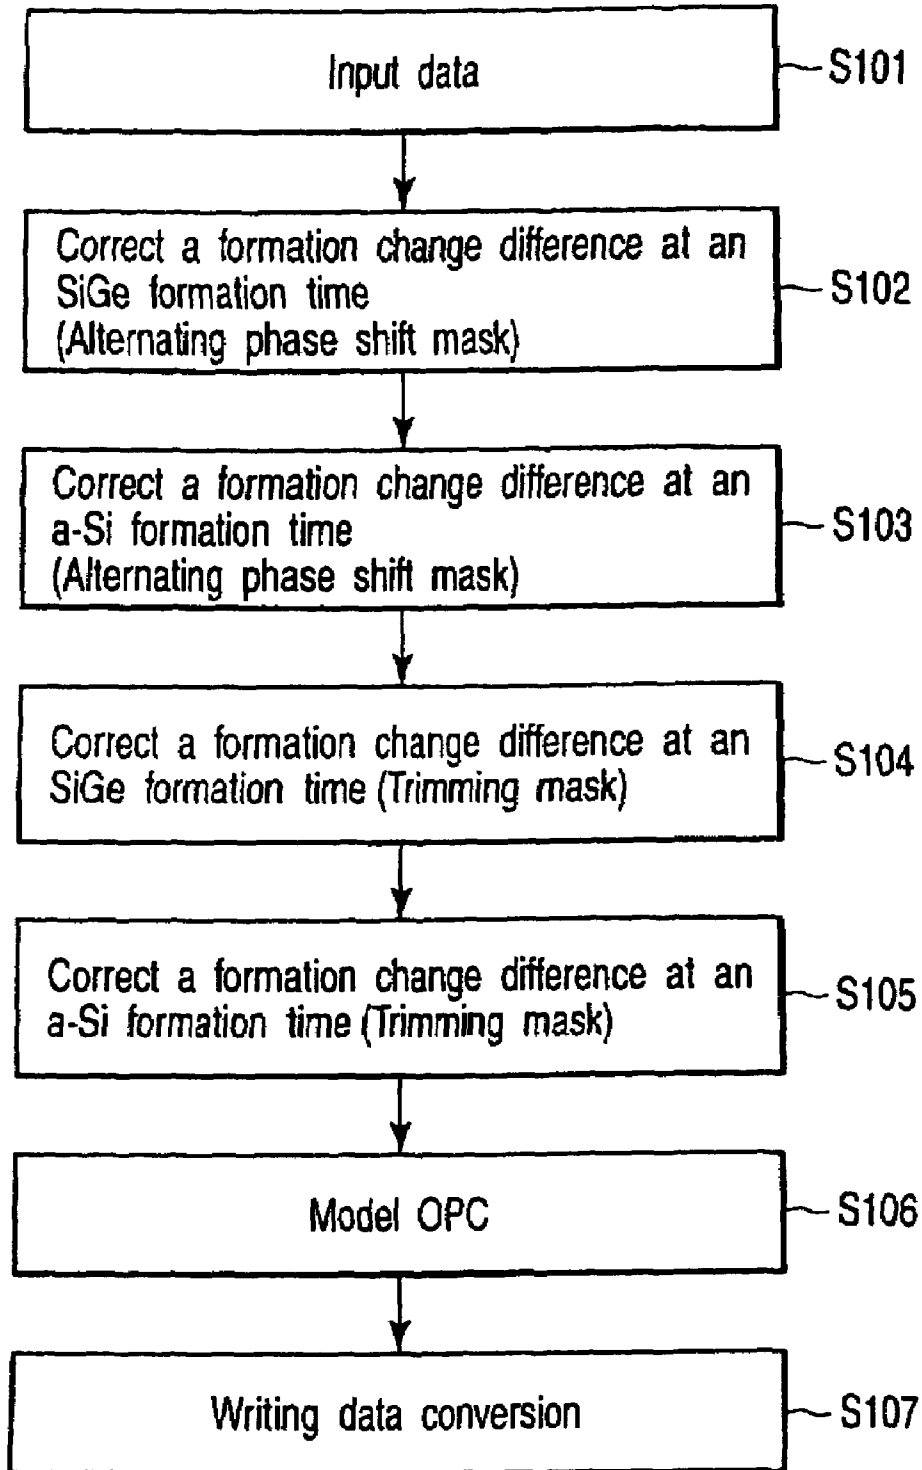 Input data
S101
Correct a formation change difference at an
SiGe formation time
(Alternating phase shift mask)
S102
Correct a formation change difference at an
a-Si formation time
(Alternating phase shift mask)
S103
Correct a formation change difference at an
SiGe formation time (Trimming mask)
S104
Correct a formation change difference at an
a-Si formation time (Trimming mask)
S105
Model OPC
S106
Writing data conversion
S107